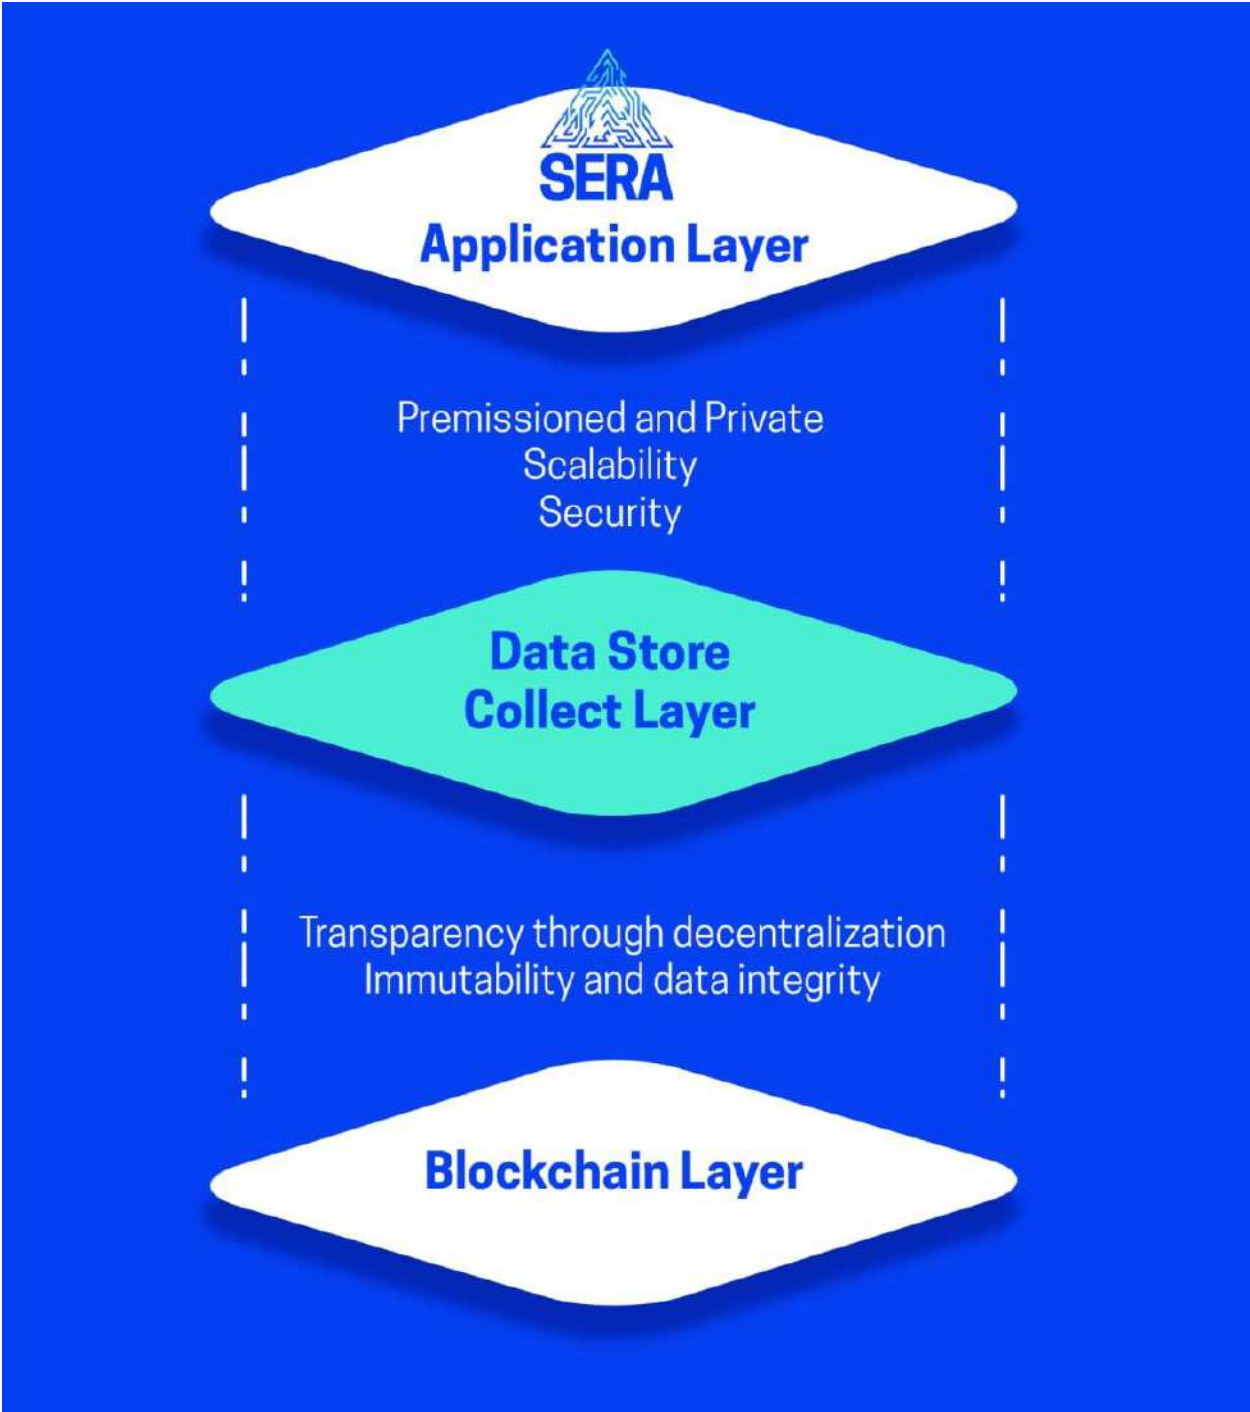 SERA
Application Layer
Premissioned and Private
Scalability
Security
Data Store
Collect Layer
Transparency through decentralization
Immutability and data integrity
Blockchain Layer